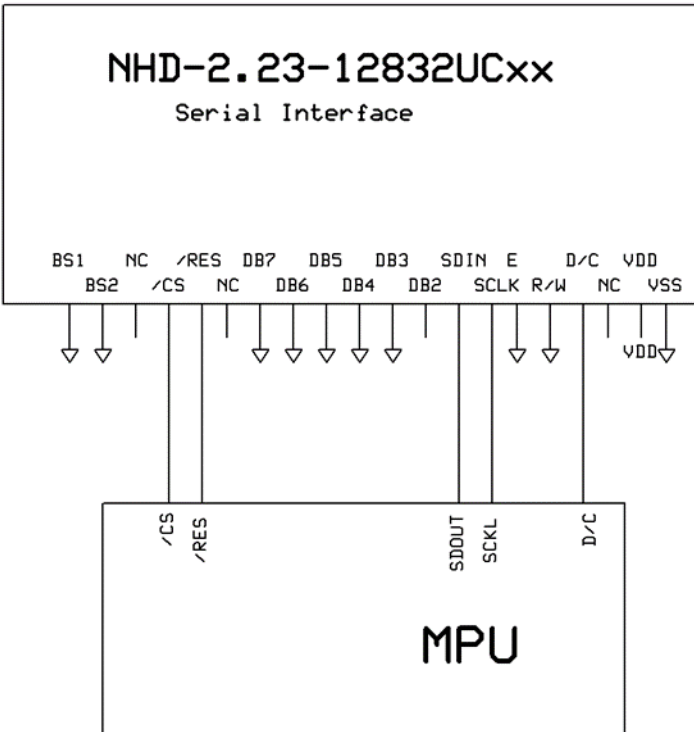 NHD-2.23-12832UCxx
Serial Interface
BS1 NC /RES DB7 DB5 DB3 SDIN E D/C VDD
BS2 /CS NC DB6 DB4 DB2 SCLK R/W NC VSS
VDD
/CS /RES SDOUT SCKL D/C
MPU